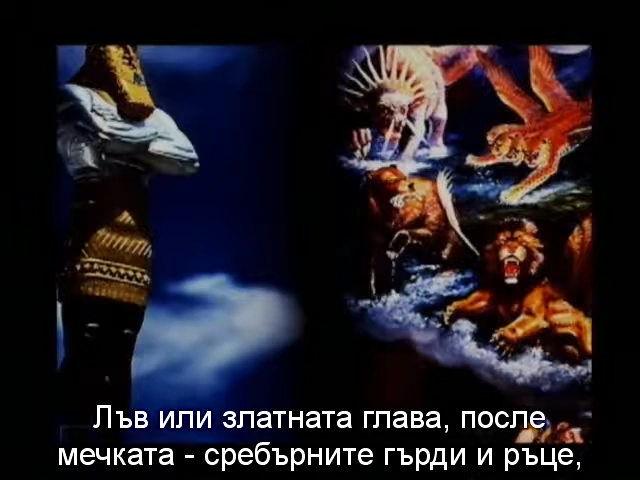 Лъв или златната глава, после
мечката - сребърните гърди и ръце,